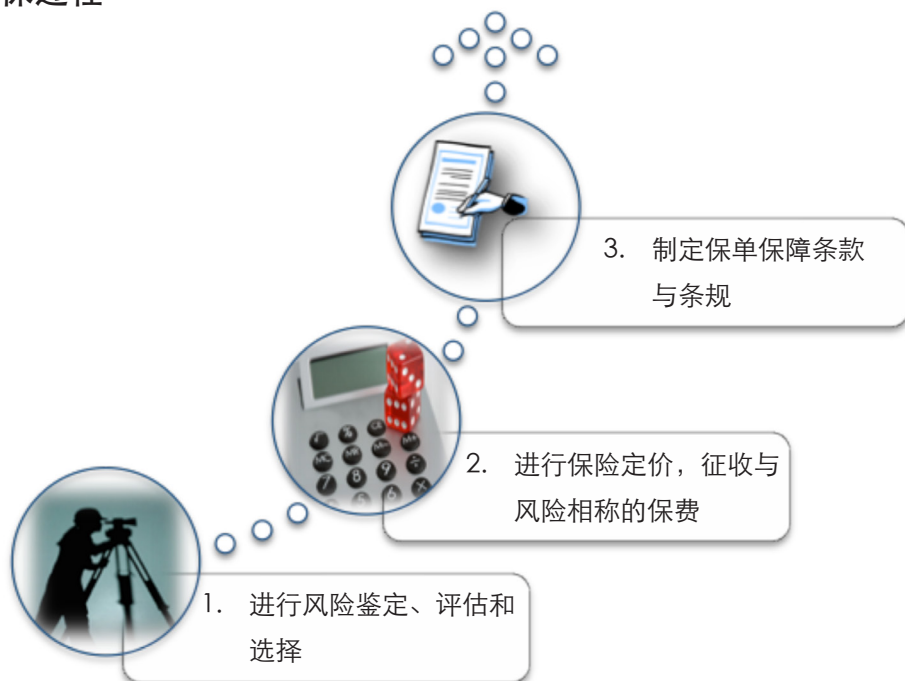 3. 制定保单保障条款
与条规
2. 进行保险定价，征收与
风险相称的保费
1. 进行风险鉴定、评估和
选择